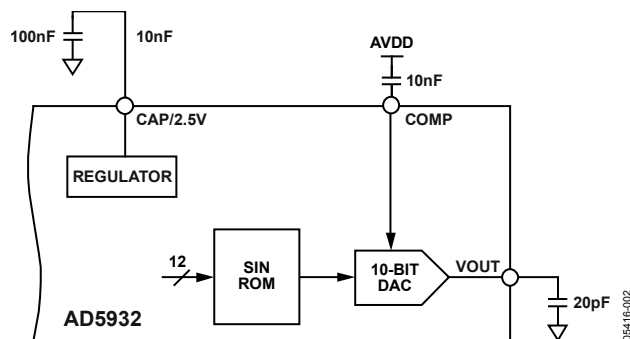 100nF
10nF
AVDD
10nF
CAP/2.5V
COMP
REGULATOR
12
SIN
ROM
10-BIT
DAC
VOUT
20pF
AD5932
05416-002